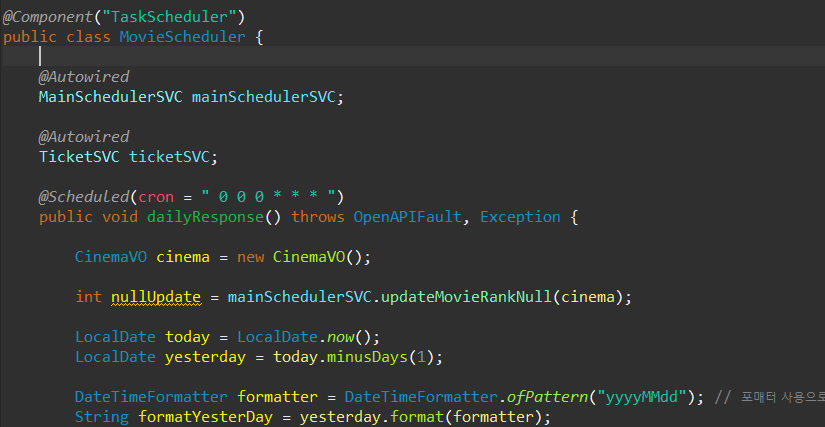 @Component("TaskScheduler")
public class MovieScheduler {
@Autowired
MainSchedulerSVC mainSchedulerSVC;
@Autowired
TicketSVC ticketSVC;
@Scheduled(cron = " 0 0 0 * * * ")
public void dailyResponse() throws OpenAPIFault, Exception {
CinemaVO cinema = new CinemaVO();
int nullUpdate = mainSchedulerSVC.updateMovieRankNull(cinema);
LocalDate today = LocalDate.now();
LocalDate yesterday = today.minusDays(1);
DateTimeFormatter formatter = DateTimeFormatter.ofPattern("yyyyMMdd"); // 포매터 사용으로
String formatYesterDay = yesterday.format(formatter);